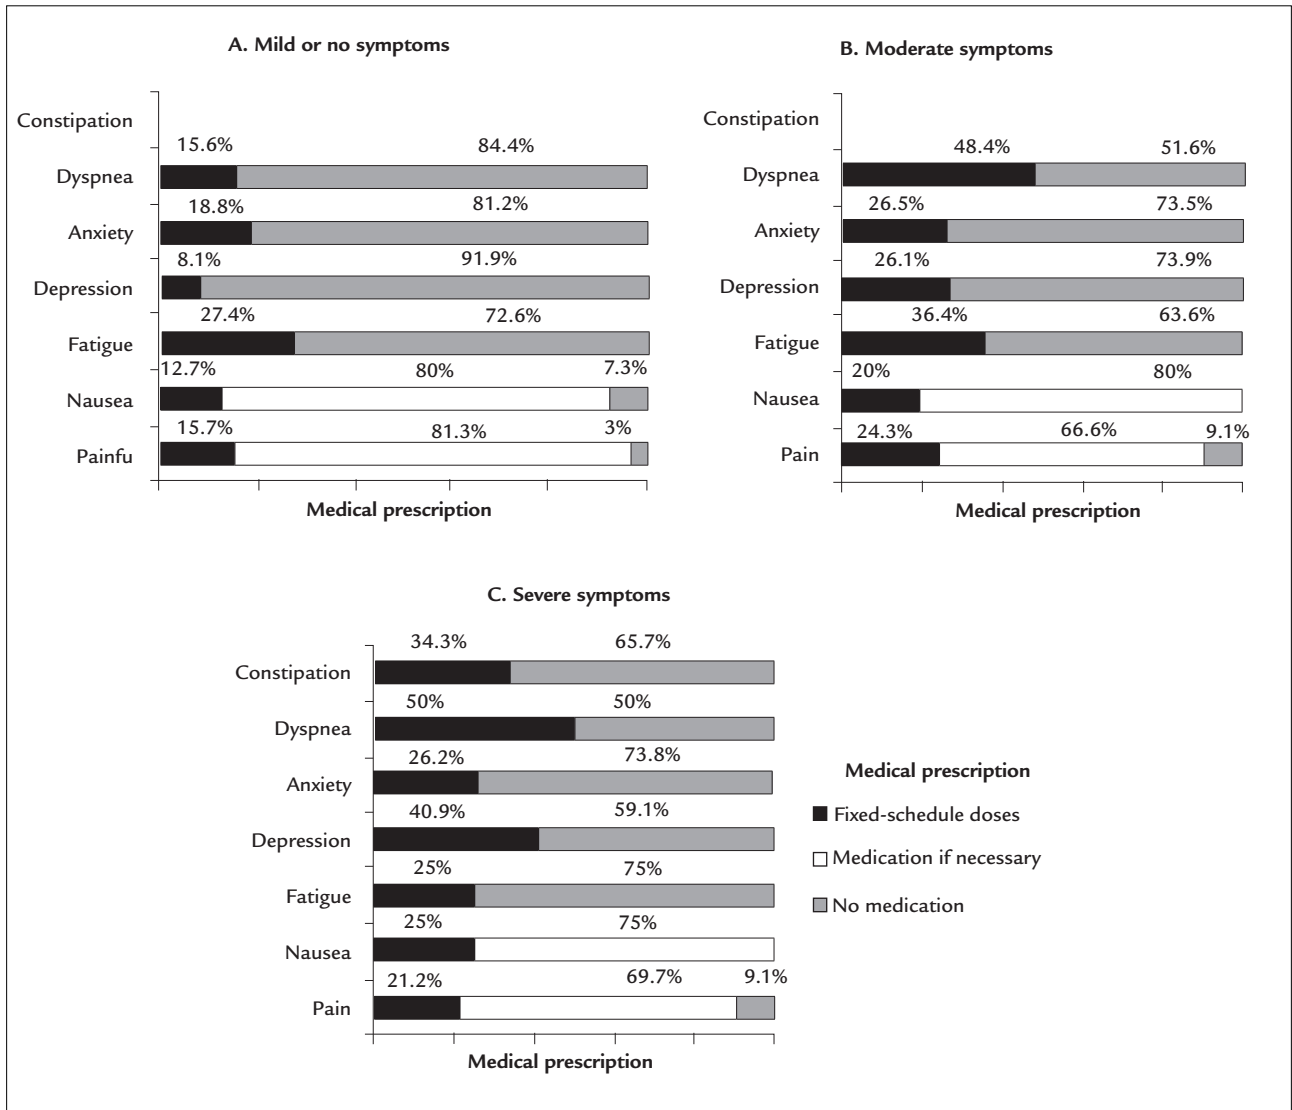 A. Mild or no symptoms
Constipation
15.6% 84.4%
Dyspnea
18.8% 81.2%
Anxiety
8.1% 91.9%
Depression
27.4% 72.6%
Fatigue
12.7% 80% 7.3%
Nausea
15.7% 81.3% 3%
Painfu
Medical prescription
B. Moderate symptoms
Constipation
48.4% 51.6%
Dyspnea
26.5% 73.5%
Anxiety
26.1% 73.9%
Depression
36.4% 63.6%
Fatigue
20% 80%
Nausea
24.3% 66.6% 9.1%
Pain
Medical prescription
C. Severe symptoms
34.3% 65.7%
Constipation
50% 50%
Dyspnea
26.2% 73.8%
Anxiety
40.9% 59.1%
Depression
25% 75%
Fatigue
25% 75%
Nausea
21.2% 69.7% 9.1%
Pain
Medical prescription
Medical prescription
Fixed-schedule doses
Medication if necessary
No medication